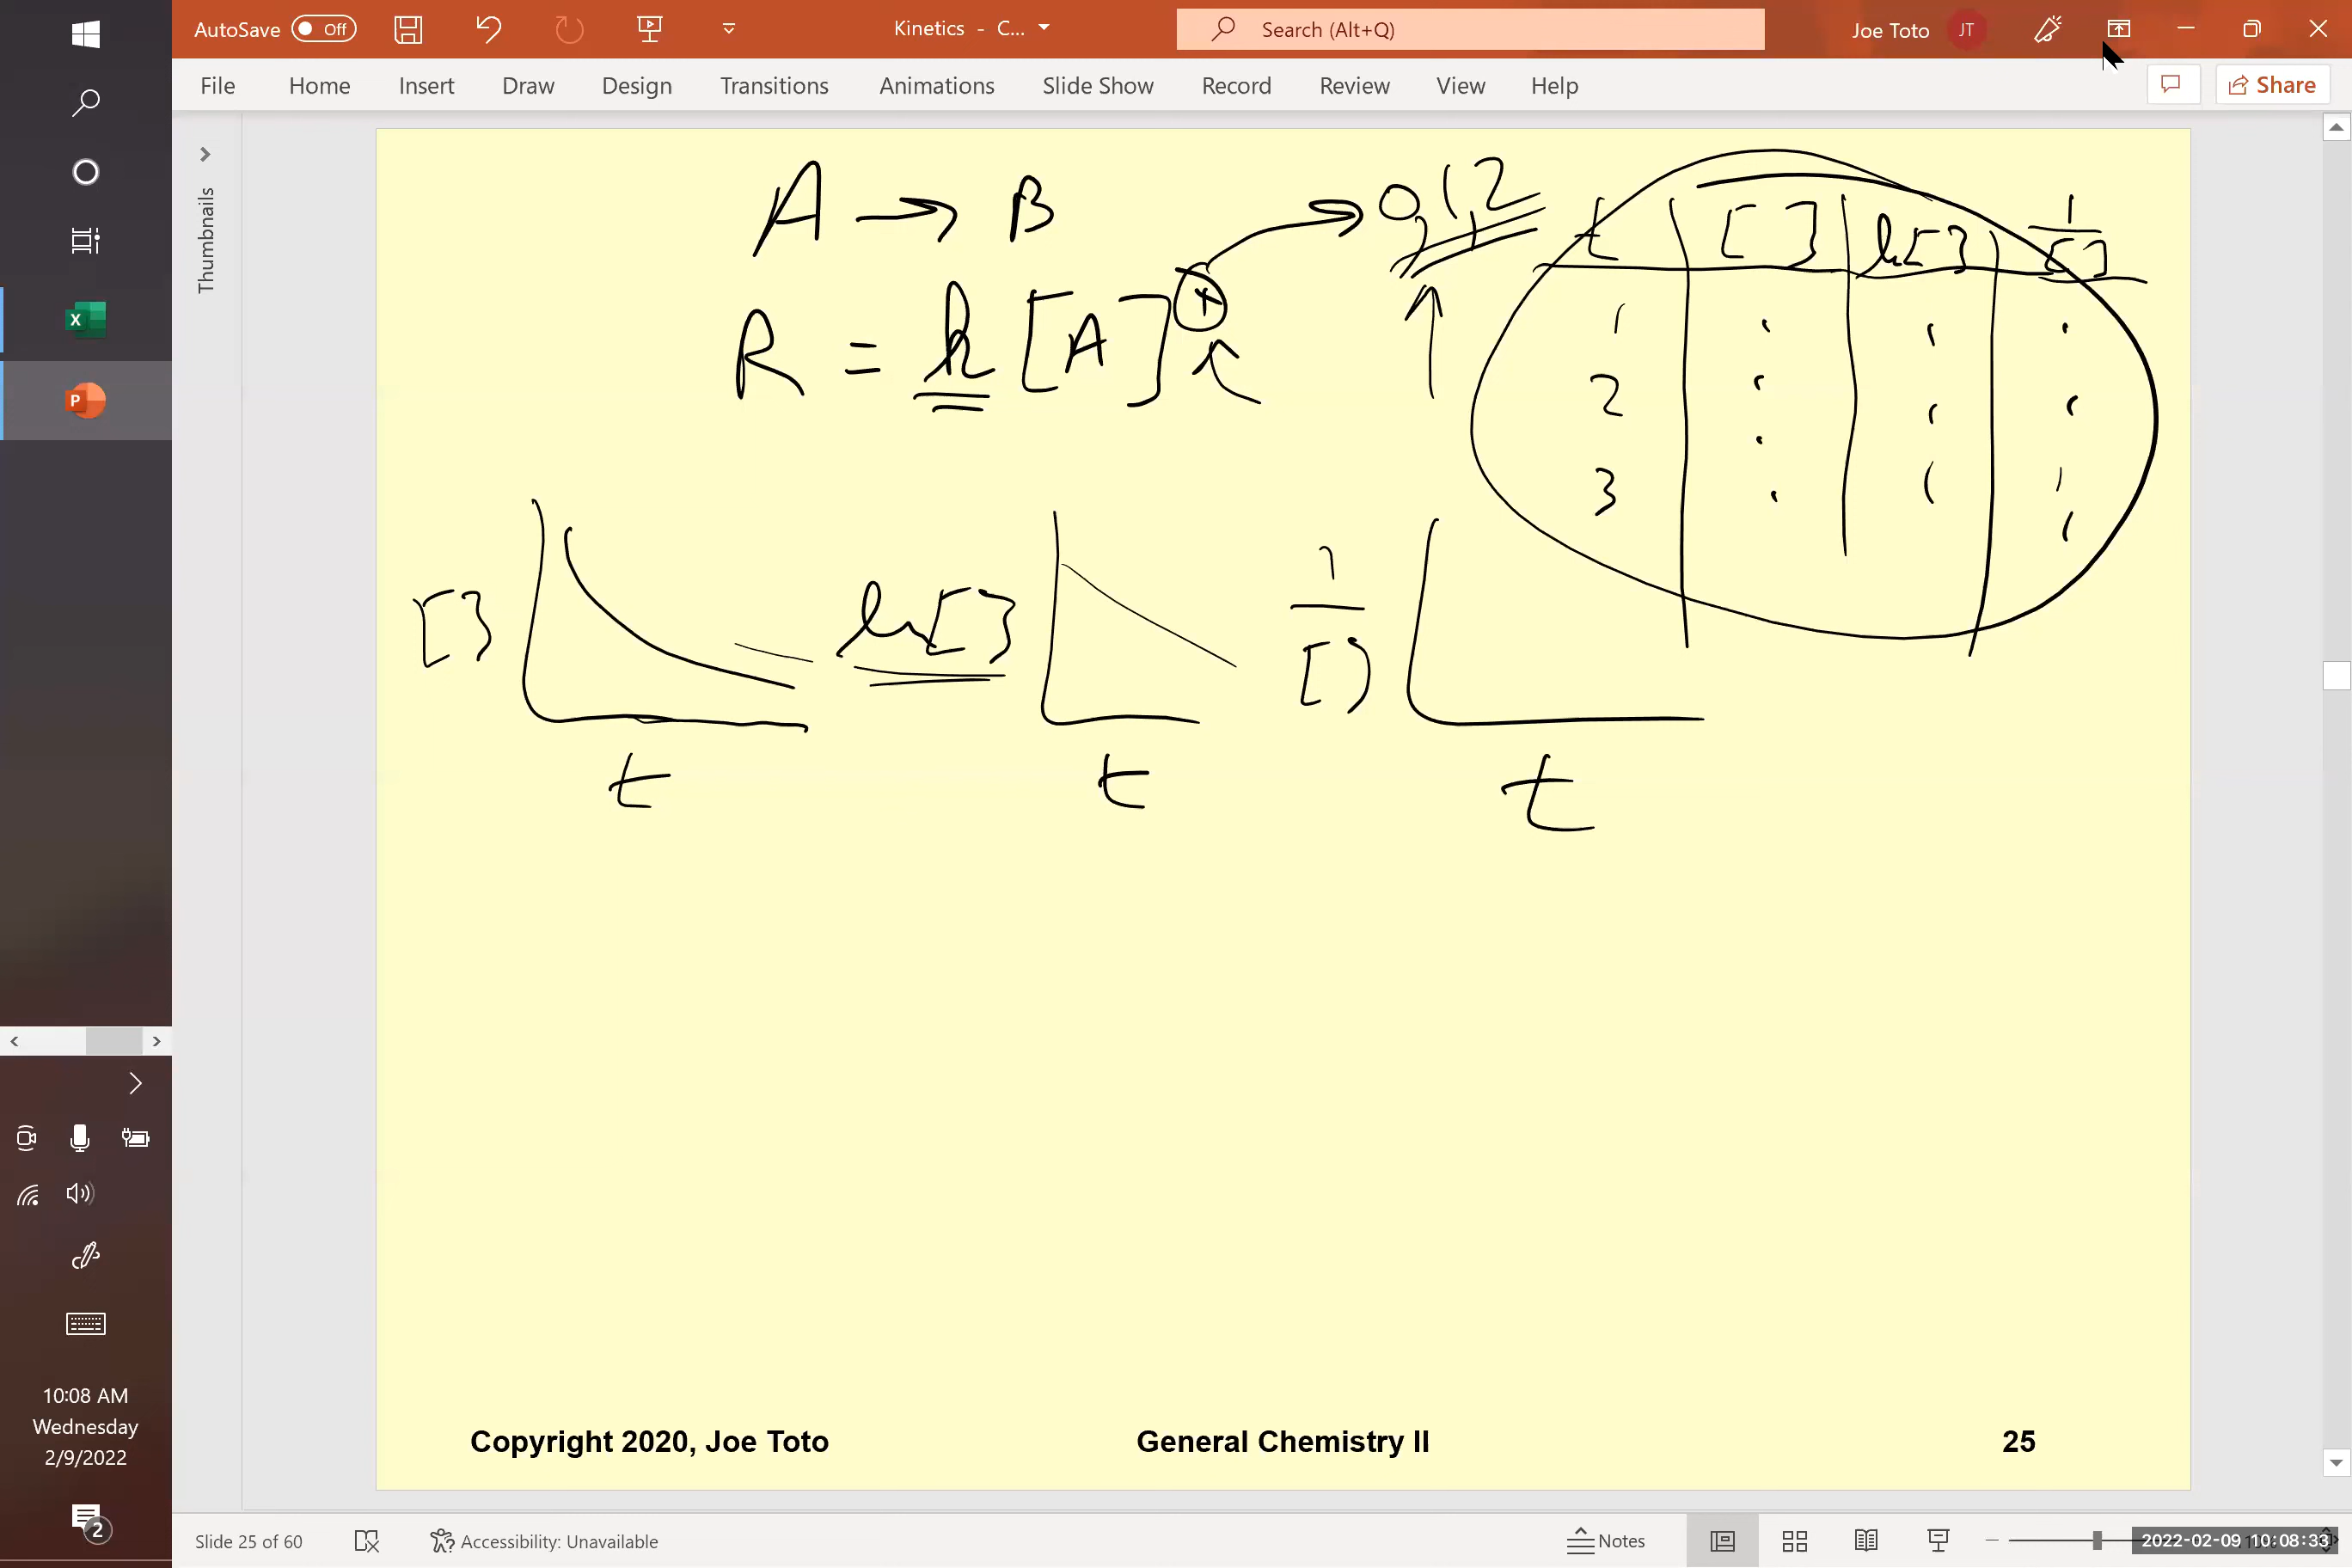 AutoSave Off Kinetics - C... Search (Alt+Q) Joe Toto JT
File Home Insert Draw Design Transitions Animations Slide Show Record Review View Help Share
Thumbnails
A → B
0, 1, 2
R = k [A]^x
t [ ] ln[ ] 1/[ ]
1
2
3
[ ] t
ln[ ] t
1/[ ] t
Copyright 2020, Joe Toto General Chemistry II 25
10:08 AM
Wednesday
2/9/2022
2
Slide 25 of 60 Accessibility: Unavailable Notes 2022-02-09 10:08:33